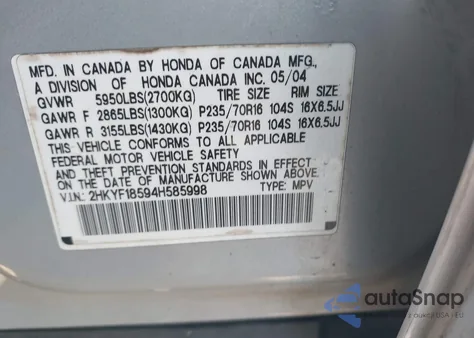 MFD. IN CANADA BY HONDA OF CANADA MFG.,
A DIVISION OF HONDA CANADA INC. 05/04
GVWR 5950LBS(2700KG) TIRE SIZE RIM SIZE
GAWR F 2865LBS(1300KG) P235/70R16 104S 16X6.5JJ
GAWR R 3155LBS(1430KG) P235/70R16 104S 16X6.5JJ
THIS VEHICLE CONFORMS TO ALL APPLICABLE
FEDERAL MOTOR VEHICLE SAFETY
AND THEFT PREVENTION STANDARDS IN EFFECT
ON THE DATE OF MANUFACTURE SHOWN ABOVE.
V.I.N.: 2HKYF18594H585998 TYPE: MPV
autoSnap